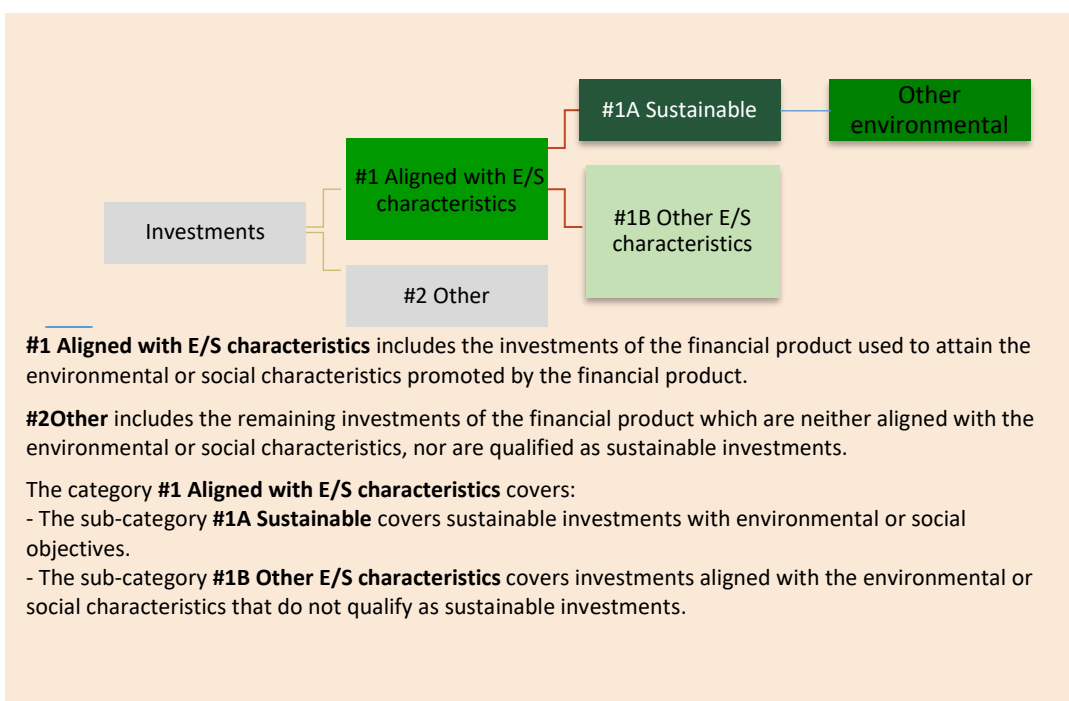 Other
environmental
#1A Sustainable
#1 Aligned with E/S
characteristics
#1B Other E/S
characteristics
Investments
#2 Other
#1 Aligned with E/S characteristics includes the investments of the financial product used to attain the
environmental or social characteristics promoted by the financial product.
#2Other includes the remaining investments of the financial product which are neither aligned with the
environmental or social characteristics, nor are qualified as sustainable investments.
The category #1 Aligned with E/S characteristics covers:
- The sub-category #1A Sustainable covers sustainable investments with environmental or social
objectives.
- The sub-category #1B Other E/S characteristics covers investments aligned with the environmental or
social characteristics that do not qualify as sustainable investments.